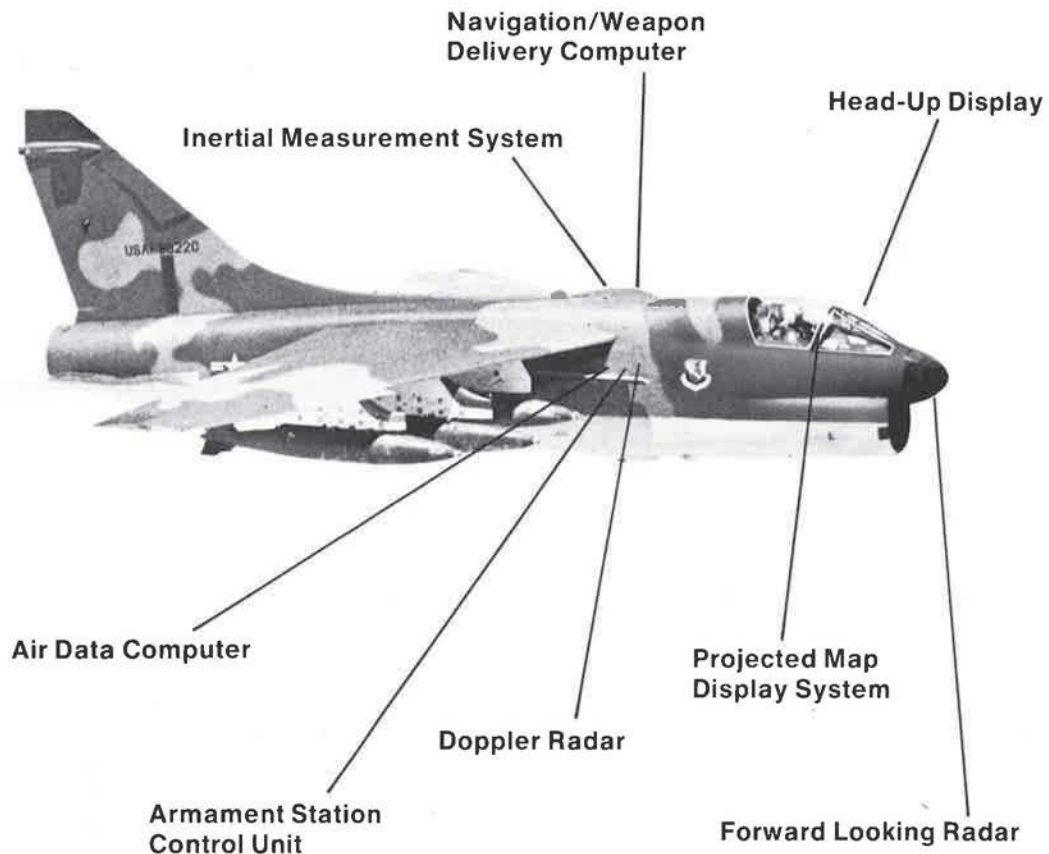 Navigation/Weapon
Delivery Computer
Head-Up Display
Inertial Measurement System
Air Data Computer
Projected Map
Display System
Doppler Radar
Armament Station
Control Unit
Forward Looking Radar